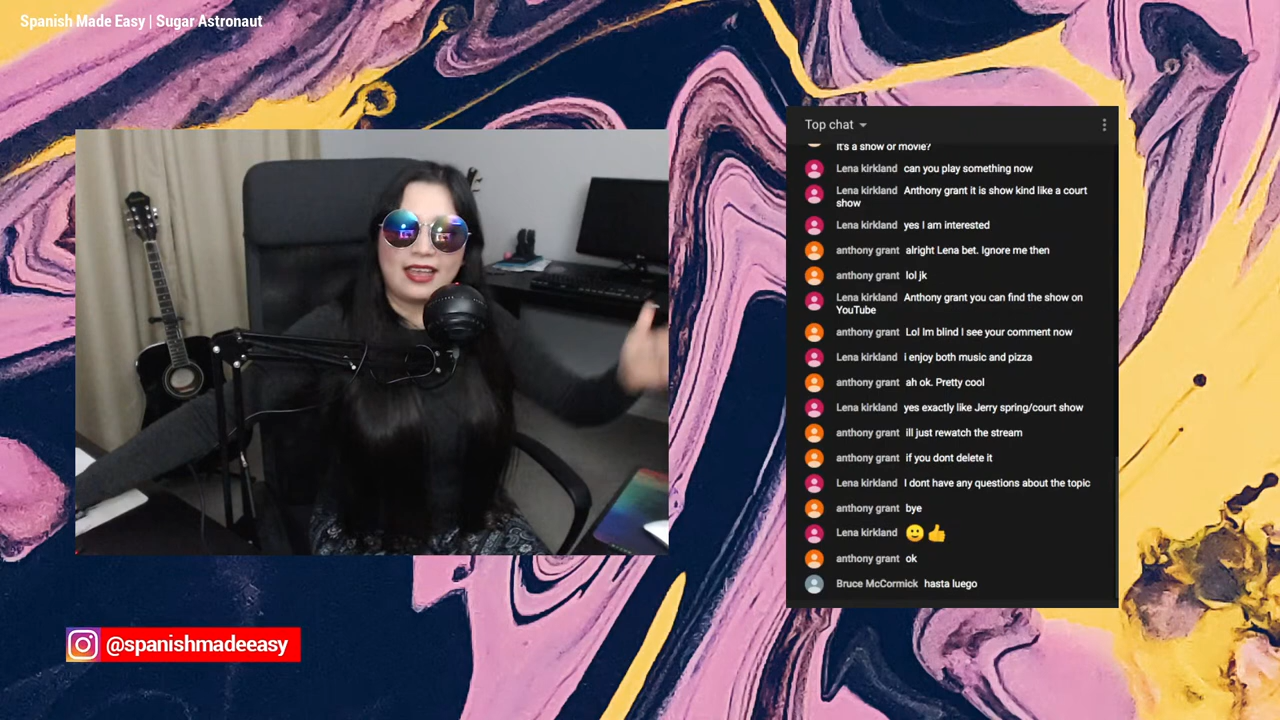 Spanish Made Easy | Sugar Astronaut
Top chat
It's a show or movie?
Lena kirkland can you play something now
Lena kirkland Anthony grant it is show kind like a court
show
Lena kirkland yes I am interested
anthony grant alright Lena bet. Ignore me then
anthony grant lol jk
Lena kirkland Anthony grant you can find the show on
YouTube
anthony grant Lol Im blind I see your comment now
Lena kirkland i enjoy both music and pizza
anthony grant ah ok. Pretty cool
Lena kirkland yes exactly like Jerry spring/court show
anthony grant ill just rewatch the stream
anthony grant if you dont delete it
Lena kirkland I dont have any questions about the topic
anthony grant bye
Lena kirkland 🙂👍
anthony grant ok
Bruce McCormick hasta luego
@spanishmadeeasy